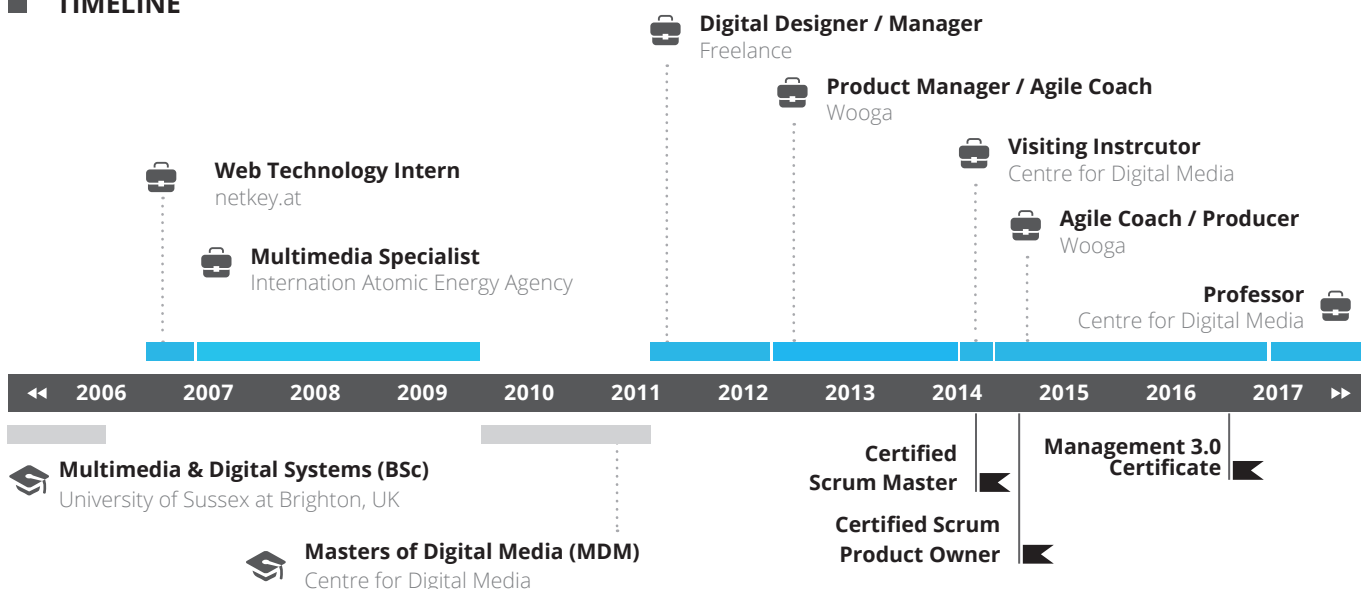 TIMELINE
Digital Designer / Manager
Freelance
Product Manager / Agile Coach
Wooga
Visiting Instrcutor
Centre for Digital Media
Web Technology Intern
netkey.at
Agile Coach / Producer
Wooga
Multimedia Specialist
Internation Atomic Energy Agency
Professor
Centre for Digital Media
2006 2007 2008 2009 2010 2011 2012 2013 2014 2015 2016 2017
Multimedia & Digital Systems (BSc)
University of Sussex at Brighton, UK
Masters of Digital Media (MDM)
Centre for Digital Media
Certified
Scrum Master
Certified Scrum
Product Owner
Management 3.0
Certificate